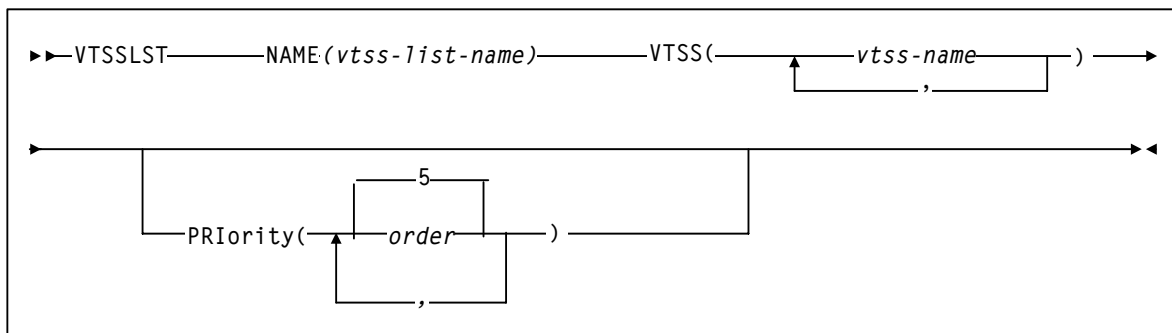 VTSSLST NAME(vtss-list-name) VTSS( vtss-name )
,
5
PRIority( order )
,